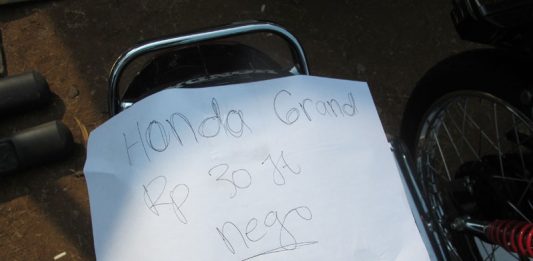 Honda Grand
Rp 30 Jt
nego